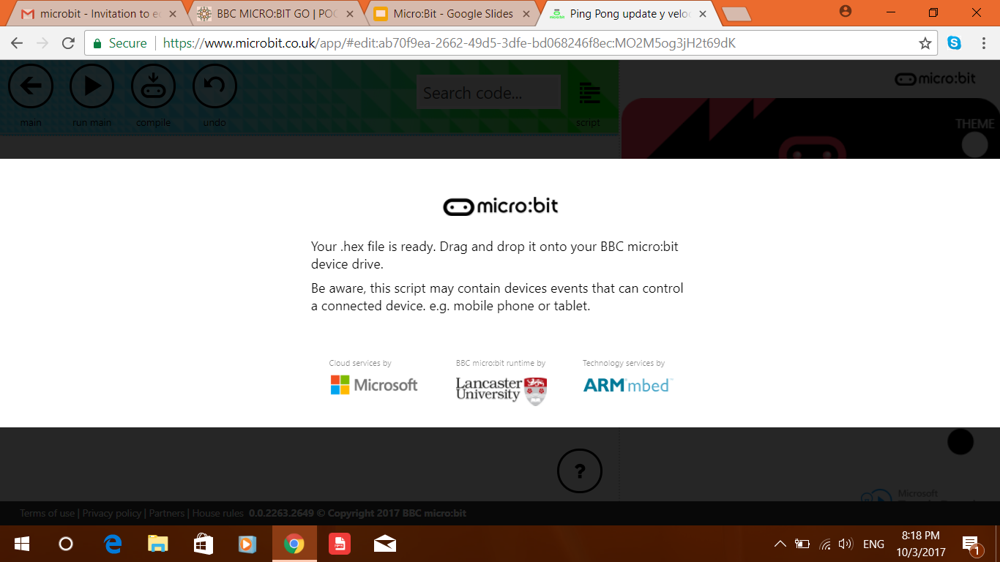 microbit - Invitation to e
BBC MICRO:BIT GO | POC
Micro:Bit - Google Slides
Ping Pong update y velo
Secure
https://www.microbit.co.uk/app/#edit:ab70f9ea-2662-49d5-3dfe-bd068246f8ec:MO2M5og3jH2t69dK
Search code...
main
run main
compile
undo
script
micro:bit
THEME
micro:bit
Your .hex file is ready. Drag and drop it onto your BBC micro:bit
device drive.
Be aware, this script may contain devices events that can control
a connected device. e.g. mobile phone or tablet.
Cloud services by
BBC micro:bit runtime by
Technology services by
Microsoft
Lancaster
University
ARM mbed
?
Microsoft
Terms of use | Privacy policy | Partners | House rules 0.0.2263.2649 © Copyright 2017 BBC micro:bit
ENG
8:18 PM
10/3/2017
1